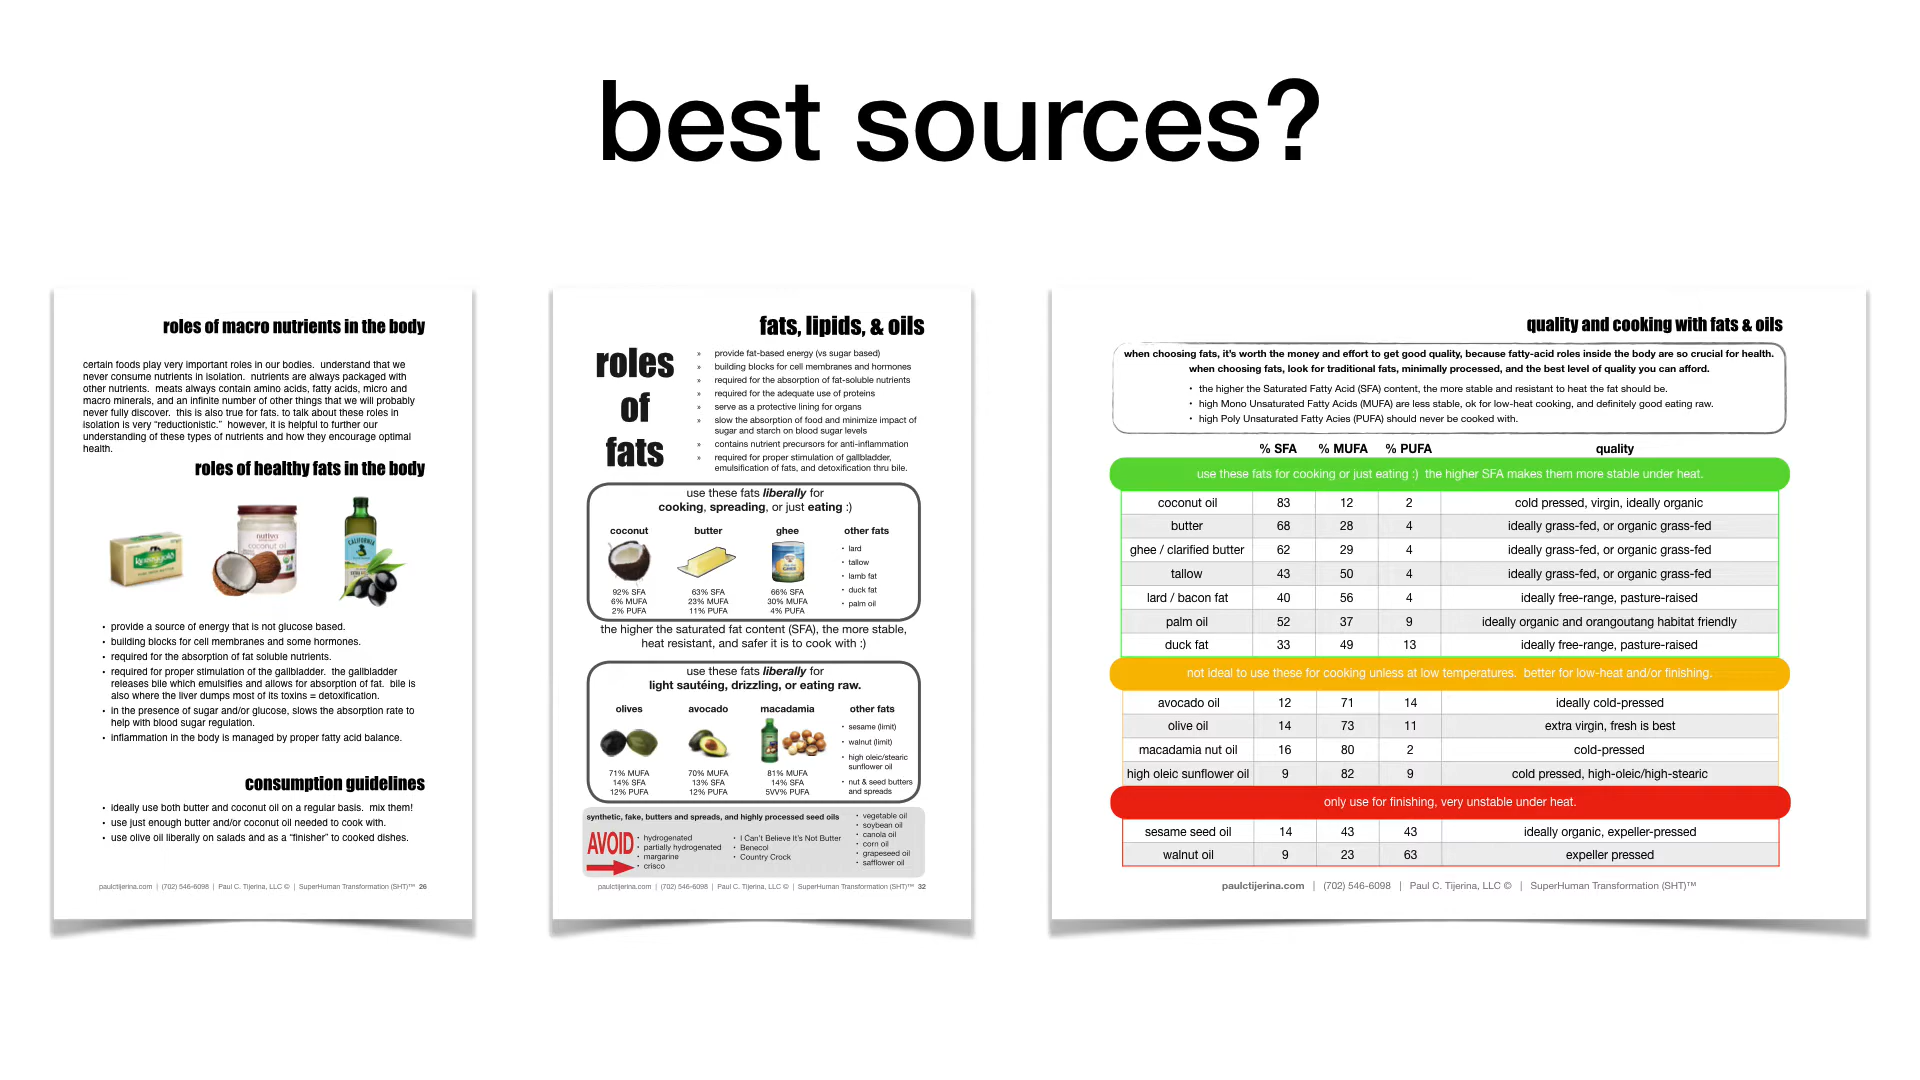 best sources?
roles of macro nutrients in the body
certain foods play very important roles in our bodies. understand that we
never consume nutrients in isolation. nutrients are always packaged with
other nutrients. meats always contain amino acids, fatty acids, micro and
macro minerals, and an infinite number of other things that we will probably
never fully discover. this is also true for fats. to talk about these roles in
isolation is very “reductionistic.” however, it is helpful to further our
understanding of these types of nutrients and how they encourage optimal
health.
roles of healthy fats in the body
Kerrygold
nutiva
coconut oil
CALIFORNIA
• provide a source of energy that is not glucose based.
• building blocks for cell membranes and some hormones.
• required for the absorption of fat soluble nutrients.
• required for proper stimulation of the gallbladder. the gallbladder
releases bile which emulsifies and allows for absorption of fat. bile is
also where the liver dumps most of its toxins = detoxification.
• in the presence of sugar and/or glucose, slows the absorption rate to
help with blood sugar regulation.
• inflammation in the body is managed by proper fatty acid balance.
consumption guidelines
• ideally use both butter and coconut oil on a regular basis. mix them!
• use just enough butter and/or coconut oil needed to cook with.
• use olive oil liberally on salads and as a “finisher” to cooked dishes.
paulctijerina.com | (702) 546-6098 | Paul C. Tijerina, LLC © | SuperHuman Transformation (SHT)™ 26
fats, lipids, & oils
roles
of
fats
» provide fat-based energy (vs sugar based)
» building blocks for cell membranes and hormones
» required for the absorption of fat-soluble nutrients
» required for the adequate use of proteins
» serve as a protective lining for organs
» slow the absorption of food and minimize impact of
sugar and starch on blood sugar levels
» contains nutrient precursors for anti-inflammation
» required for proper stimulation of gallbladder,
emulsification of fats, and detoxification thru bile.
use these fats liberally for
cooking, spreading, or just eating :)
coconut butter ghee other fats
92% SFA 63% SFA 66% SFA
6% MUFA 23% MUFA 30% MUFA
2% PUFA 11% PUFA 4% PUFA
• lard
• tallow
• lamb fat
• duck fat
• palm oil
the higher the saturated fat content (SFA), the more stable,
heat resistant, and safer it is to cook with :)
use these fats liberally for
light sautéing, drizzling, or eating raw.
olives avocado macadamia other fats
71% MUFA 70% MUFA 81% MUFA
14% SFA 13% SFA 14% SFA
12% PUFA 12% PUFA 5VV% PUFA
• sesame (limit)
• walnut (limit)
• high oleic/stearic
sunflower oil
• nut & seed butters
and spreads
synthetic, fake, butters and spreads, and highly processed seed oils
AVOID
• hydrogenated
• partially hydrogenated
• margarine
• crisco
• I Can't Believe It's Not Butter
• Benecol
• Country Crock
• vegetable oil
• soybean oil
• canola oil
• corn oil
• grapeseed oil
• safflower oil
paulctijerina.com | (702) 546-6098 | Paul C. Tijerina, LLC © | SuperHuman Transformation (SHT)™ 32
quality and cooking with fats & oils
when choosing fats, it's worth the money and effort to get good quality, because fatty-acid roles inside the body are so crucial for health.
when choosing fats, look for traditional fats, minimally processed, and the best level of quality you can afford.
• the higher the Saturated Fatty Acid (SFA) content, the more stable and resistant to heat the fat should be.
• high Mono Unsaturated Fatty Acids (MUFA) are less stable, ok for low-heat cooking, and definitely good eating raw.
• high Poly Unsaturated Fatty Acies (PUFA) should never be cooked with.
% SFA % MUFA % PUFA quality
use these fats for cooking or just eating :) the higher SFA makes them more stable under heat.
coconut oil 83 12 2 cold pressed, virgin, ideally organic
butter 68 28 4 ideally grass-fed, or organic grass-fed
ghee / clarified butter 62 29 4 ideally grass-fed, or organic grass-fed
tallow 43 50 4 ideally grass-fed, or organic grass-fed
lard / bacon fat 40 56 4 ideally free-range, pasture-raised
palm oil 52 37 9 ideally organic and orangoutang habitat friendly
duck fat 33 49 13 ideally free-range, pasture-raised
not ideal to use these for cooking unless at low temperatures. better for low-heat and/or finishing.
avocado oil 12 71 14 ideally cold-pressed
olive oil 14 73 11 extra virgin, fresh is best
macadamia nut oil 16 80 2 cold-pressed
high oleic sunflower oil 9 82 9 cold pressed, high-oleic/high-stearic
only use for finishing, very unstable under heat.
sesame seed oil 14 43 43 ideally organic, expeller-pressed
walnut oil 9 23 63 expeller pressed
paulctijerina.com | (702) 546-6098 | Paul C. Tijerina, LLC © | SuperHuman Transformation (SHT)™